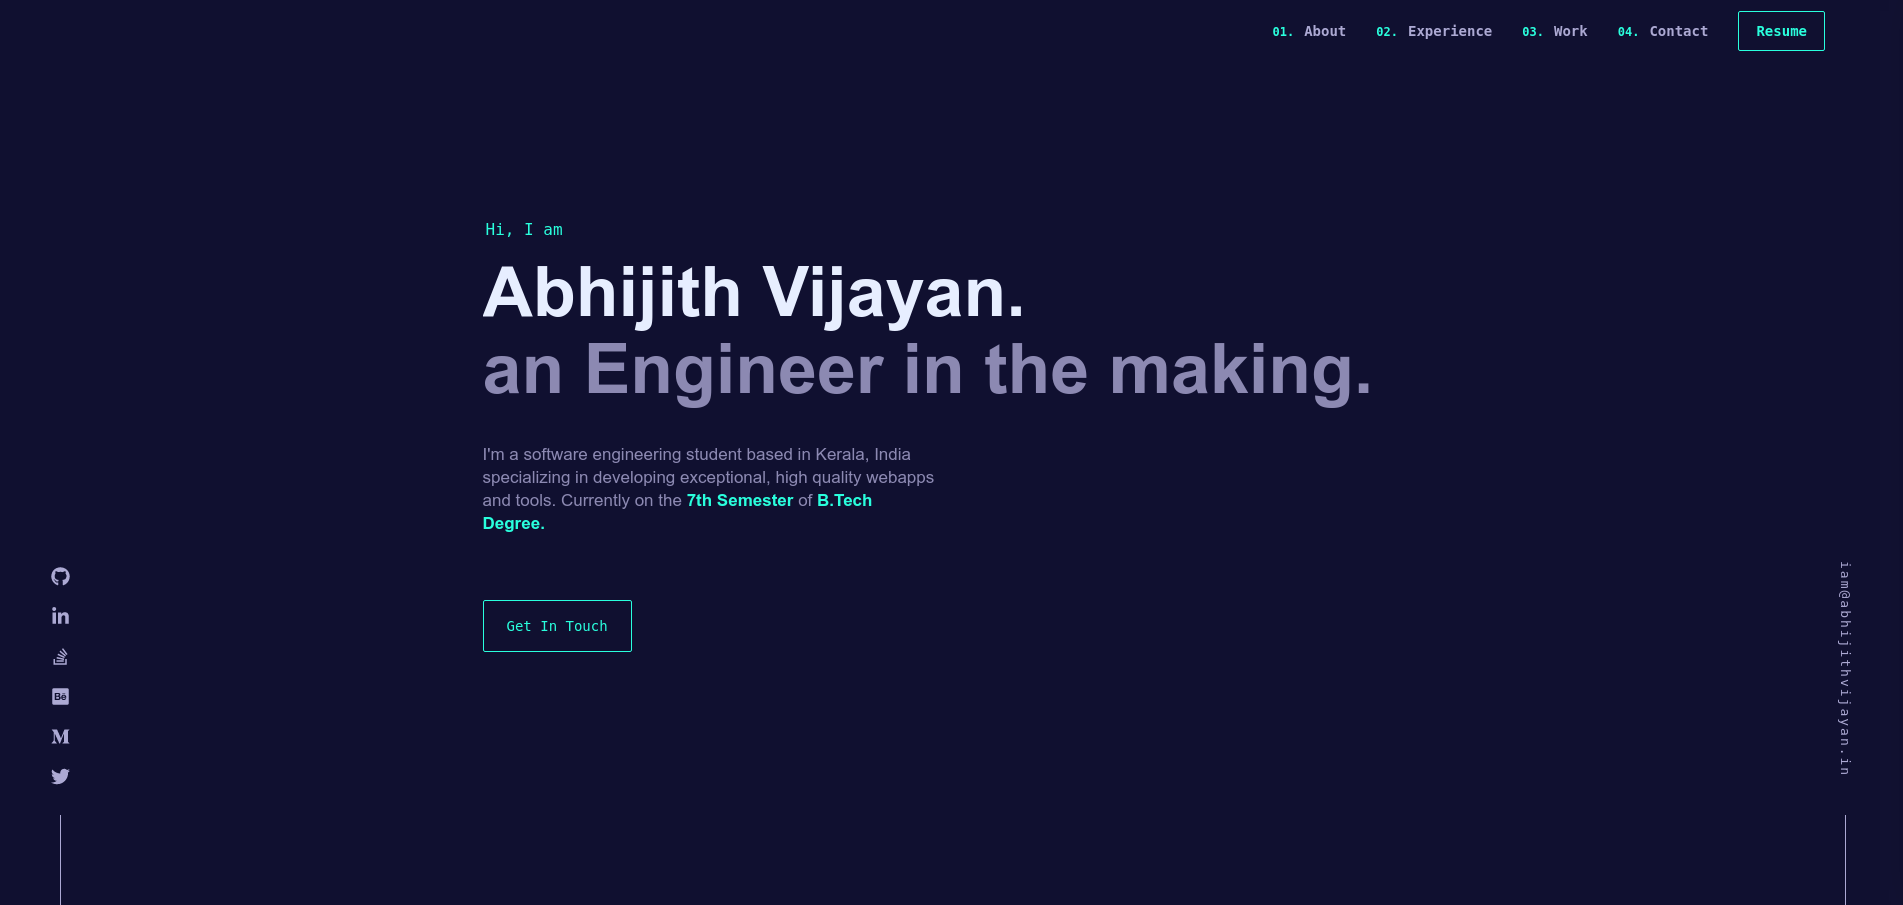 01. About 02. Experience 03. Work 04. Contact Resume
Hi, I am
Abhijith Vijayan.
an Engineer in the making.
I'm a software engineering student based in Kerala, India
specializing in developing exceptional, high quality webapps
and tools. Currently on the 7th Semester of B.Tech
Degree.
Get In Touch
Bē
iam@abhijithvijayan.in